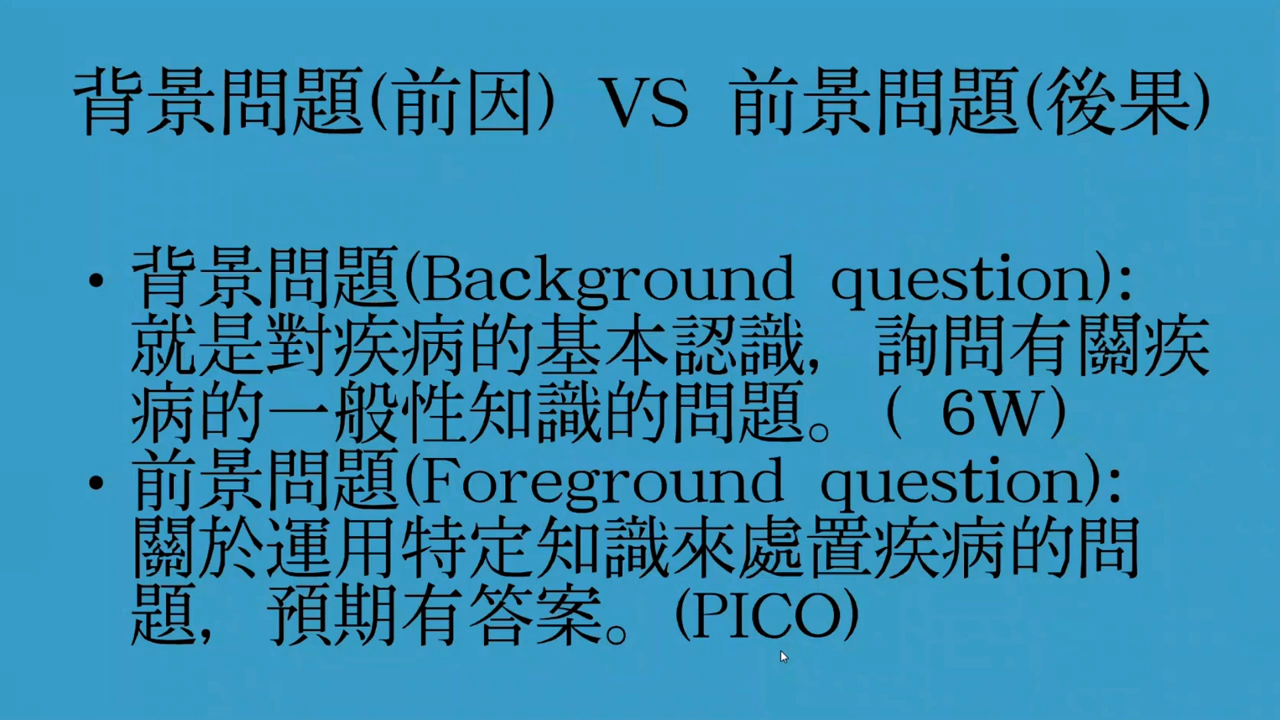 背景問題(前因) VS 前景問題(後果)
• 背景問題(Background question):
就是對疾病的基本認識, 詢問有關疾
病的一般性知識的問題。( 6W)
• 前景問題(Foreground question):
關於運用特定知識來處置疾病的問
題, 預期有答案。(PICO)